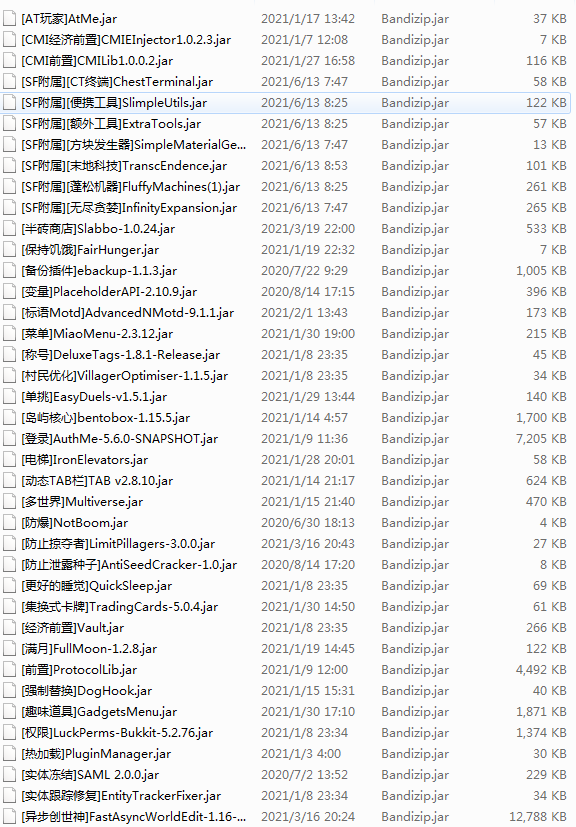 [AT玩家]AtMe.jar 2021/1/17 13:42 Bandizip.jar 37 KB
[CMI经济前置]CMIEInjector1.0.2.3.jar 2021/1/7 12:08 Bandizip.jar 7 KB
[CMI前置]CMILib1.0.0.2.jar 2021/1/27 16:58 Bandizip.jar 116 KB
[SF附属][CT终端]ChestTerminal.jar 2021/6/13 7:47 Bandizip.jar 58 KB
[SF附属][便携工具]SlimpleUtils.jar 2021/6/13 8:25 Bandizip.jar 122 KB
[SF附属][额外工具]ExtraTools.jar 2021/6/13 8:25 Bandizip.jar 57 KB
[SF附属][方块发生器]SimpleMaterialGe... 2021/6/13 7:47 Bandizip.jar 13 KB
[SF附属][末地科技]TranscEndence.jar 2021/6/13 8:53 Bandizip.jar 101 KB
[SF附属][蓬松机器]FluffyMachines(1).jar 2021/6/13 8:25 Bandizip.jar 261 KB
[SF附属][无尽贪婪]InfinityExpansion.jar 2021/6/13 7:47 Bandizip.jar 265 KB
[半砖商店]Slabbo-1.0.24.jar 2021/3/19 22:00 Bandizip.jar 533 KB
[保持饥饿]FairHunger.jar 2021/1/19 22:32 Bandizip.jar 7 KB
[备份插件]ebackup-1.1.3.jar 2020/7/22 9:29 Bandizip.jar 1,005 KB
[变量]PlaceholderAPI-2.10.9.jar 2020/8/14 17:15 Bandizip.jar 396 KB
[标语Motd]AdvancedNMotd-9.1.1.jar 2021/2/1 13:43 Bandizip.jar 173 KB
[菜单]MiaoMenu-2.3.12.jar 2021/1/30 19:00 Bandizip.jar 215 KB
[称号]DeluxeTags-1.8.1-Release.jar 2021/1/8 23:35 Bandizip.jar 45 KB
[村民优化]VillagerOptimiser-1.1.5.jar 2021/1/8 23:35 Bandizip.jar 34 KB
[单挑]EasyDuels-v1.5.1.jar 2021/1/29 13:44 Bandizip.jar 140 KB
[岛屿核心]bentobox-1.15.5.jar 2021/1/14 4:57 Bandizip.jar 1,700 KB
[登录]AuthMe-5.6.0-SNAPSHOT.jar 2021/1/9 11:36 Bandizip.jar 7,205 KB
[电梯]IronElevators.jar 2021/1/28 20:01 Bandizip.jar 58 KB
[动态TAB栏]TAB v2.8.10.jar 2021/1/14 21:17 Bandizip.jar 624 KB
[多世界]Multiverse.jar 2021/1/15 21:40 Bandizip.jar 470 KB
[防爆]NotBoom.jar 2020/6/30 18:13 Bandizip.jar 4 KB
[防止掠夺者]LimitPillagers-3.0.0.jar 2021/3/16 20:43 Bandizip.jar 27 KB
[防止泄露种子]AntiSeedCracker-1.0.jar 2020/8/14 17:20 Bandizip.jar 8 KB
[更好的睡觉]QuickSleep.jar 2021/1/8 23:35 Bandizip.jar 69 KB
[集换式卡牌]TradingCards-5.0.4.jar 2021/1/30 14:50 Bandizip.jar 61 KB
[经济前置]Vault.jar 2021/1/8 23:35 Bandizip.jar 266 KB
[满月]FullMoon-1.2.8.jar 2021/1/19 14:45 Bandizip.jar 122 KB
[前置]ProtocolLib.jar 2021/1/9 12:00 Bandizip.jar 4,492 KB
[强制替换]DogHook.jar 2021/1/15 15:31 Bandizip.jar 40 KB
[趣味道具]GadgetsMenu.jar 2021/1/30 17:10 Bandizip.jar 1,871 KB
[权限]LuckPerms-Bukkit-5.2.76.jar 2021/1/8 23:34 Bandizip.jar 1,374 KB
[热加载]PluginManager.jar 2021/1/3 4:00 Bandizip.jar 30 KB
[实体冻结]SAML 2.0.0.jar 2020/7/2 13:52 Bandizip.jar 229 KB
[实体跟踪修复]EntityTrackerFixer.jar 2021/1/8 23:34 Bandizip.jar 34 KB
[异步创世神]FastAsyncWorldEdit-1.16-... 2021/3/16 20:24 Bandizip.jar 12,788 KB